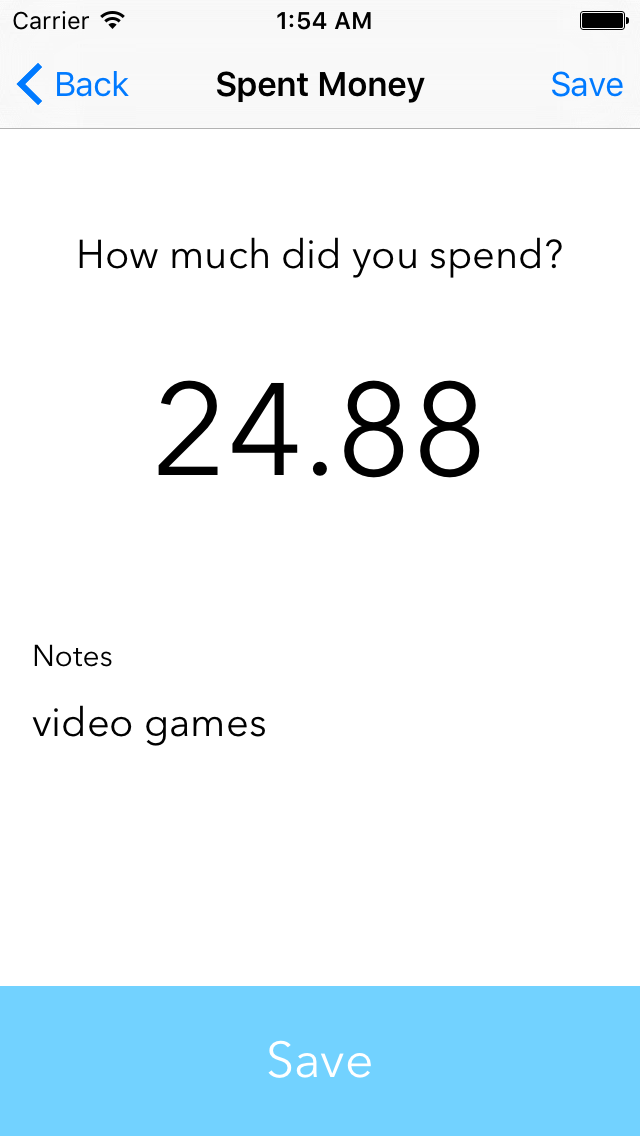 Carrier 1:54 AM
Back Spent Money Save
How much did you spend?
24.88
Notes
video games
Save